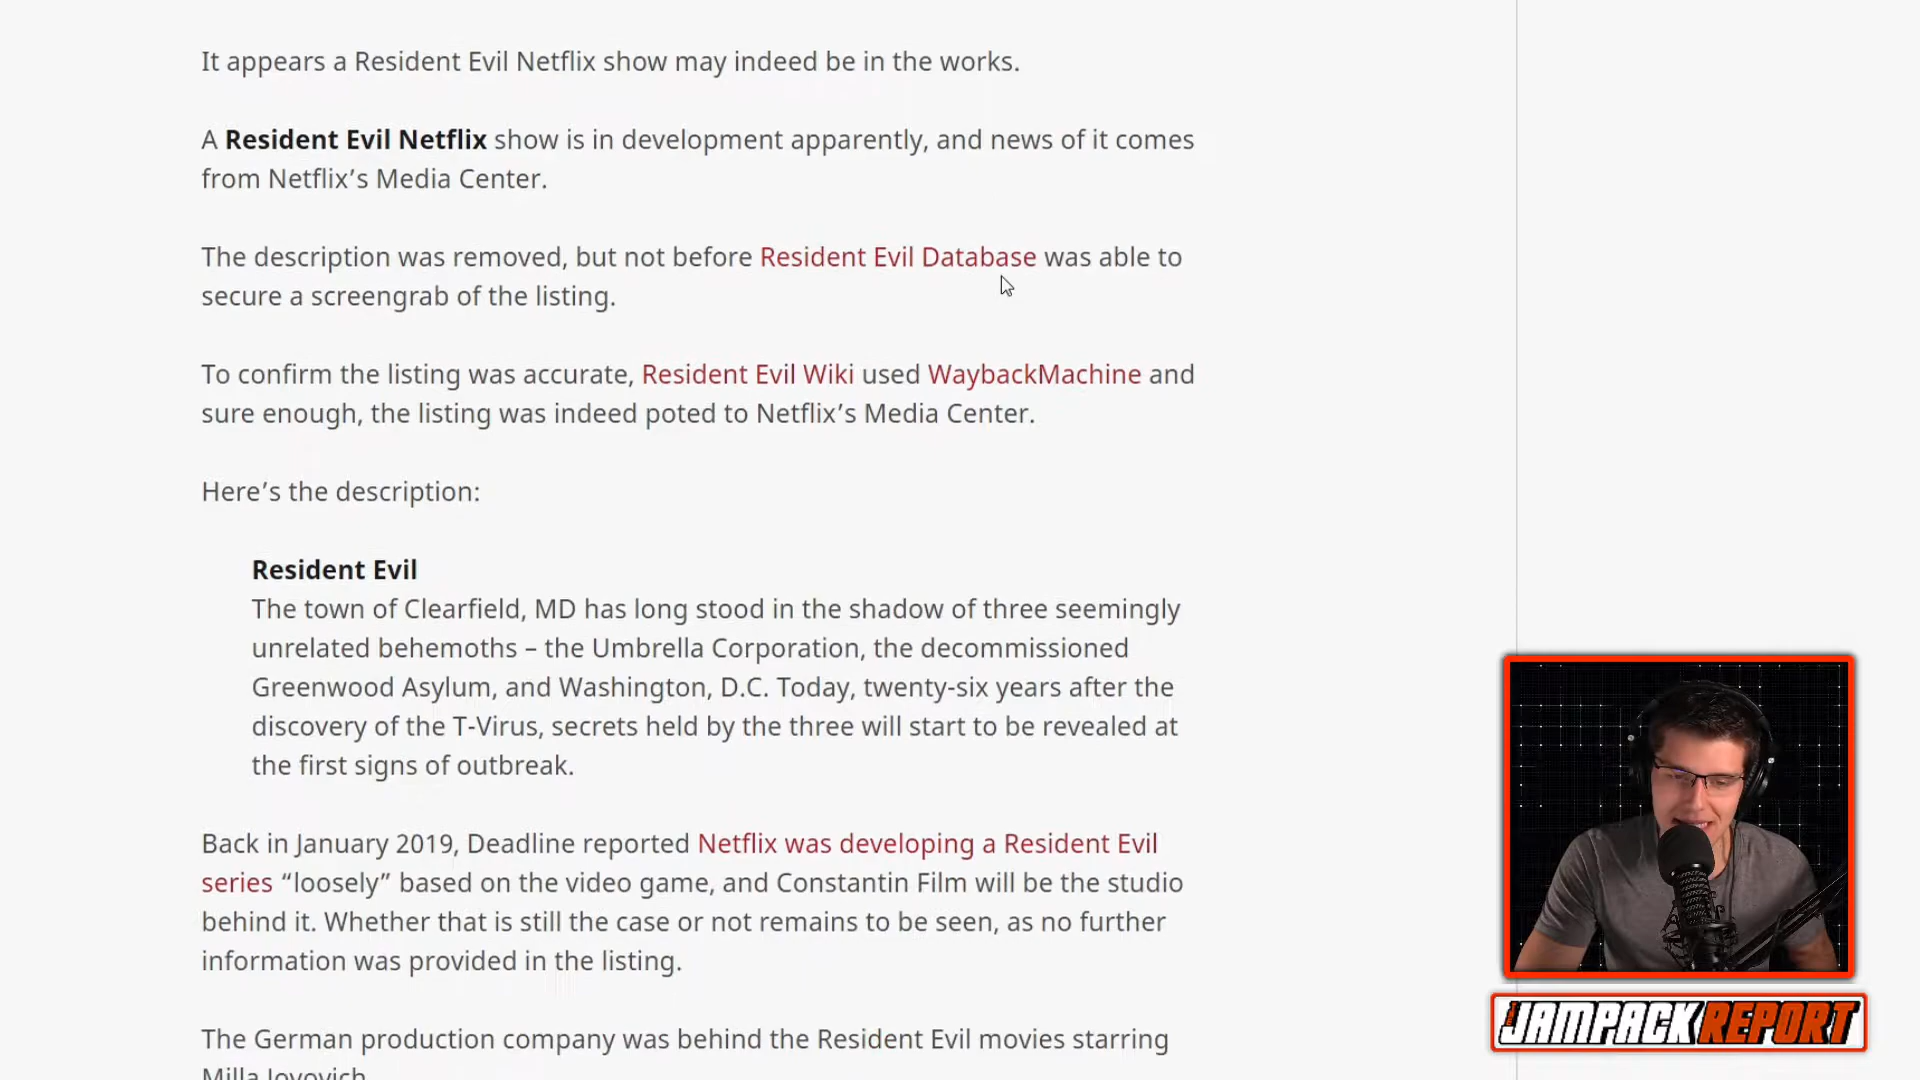 It appears a Resident Evil Netflix show may indeed be in the works.
A Resident Evil Netflix show is in development apparently, and news of it comes
from Netflix’s Media Center.
The description was removed, but not before Resident Evil Database was able to
secure a screengrab of the listing.
To confirm the listing was accurate, Resident Evil Wiki used WaybackMachine and
sure enough, the listing was indeed poted to Netflix’s Media Center.
Here’s the description:
Resident Evil
The town of Clearfield, MD has long stood in the shadow of three seemingly
unrelated behemoths – the Umbrella Corporation, the decommissioned
Greenwood Asylum, and Washington, D.C. Today, twenty-six years after the
discovery of the T-Virus, secrets held by the three will start to be revealed at
the first signs of outbreak.
Back in January 2019, Deadline reported Netflix was developing a Resident Evil
series “loosely” based on the video game, and Constantin Film will be the studio
behind it. Whether that is still the case or not remains to be seen, as no further
information was provided in the listing.
The German production company was behind the Resident Evil movies starring
Milla Jovovich.
JAMPACK REPORT